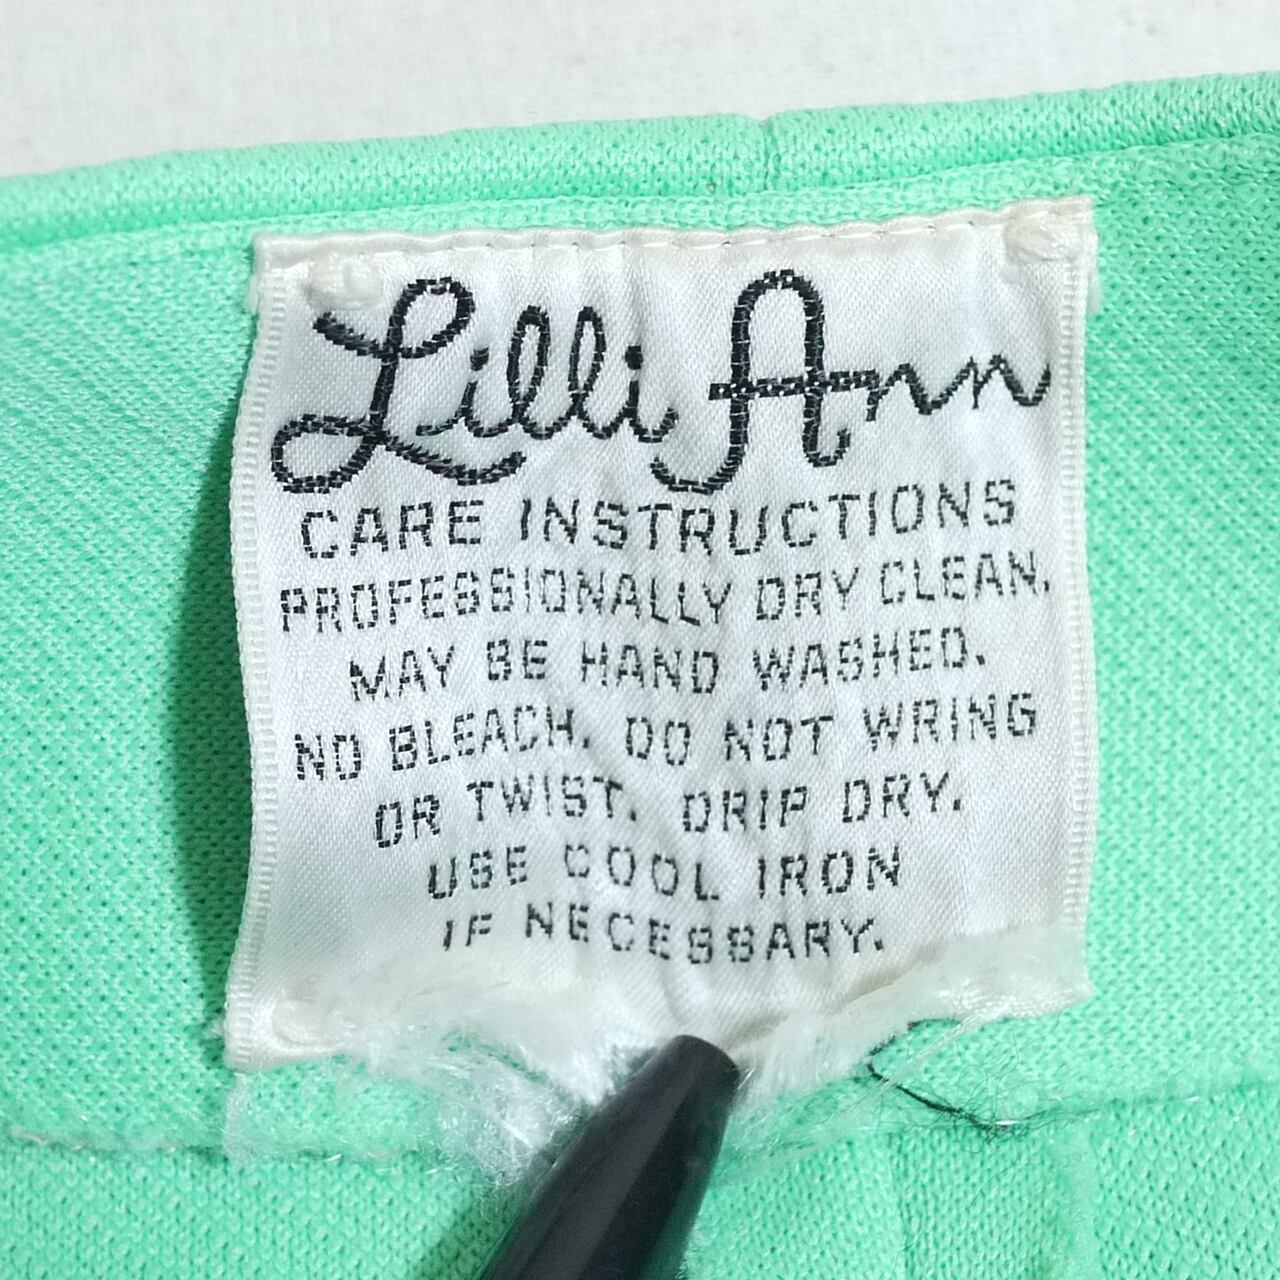 Lilli Ann
CARE INSTRUCTIONS
PROFESSIONALLY DRY CLEAN.
MAY BE HAND WASHED.
NO BLEACH. DO NOT WRING
OR TWIST. DRIP DRY.
USE COOL IRON
IF NECESSARY.